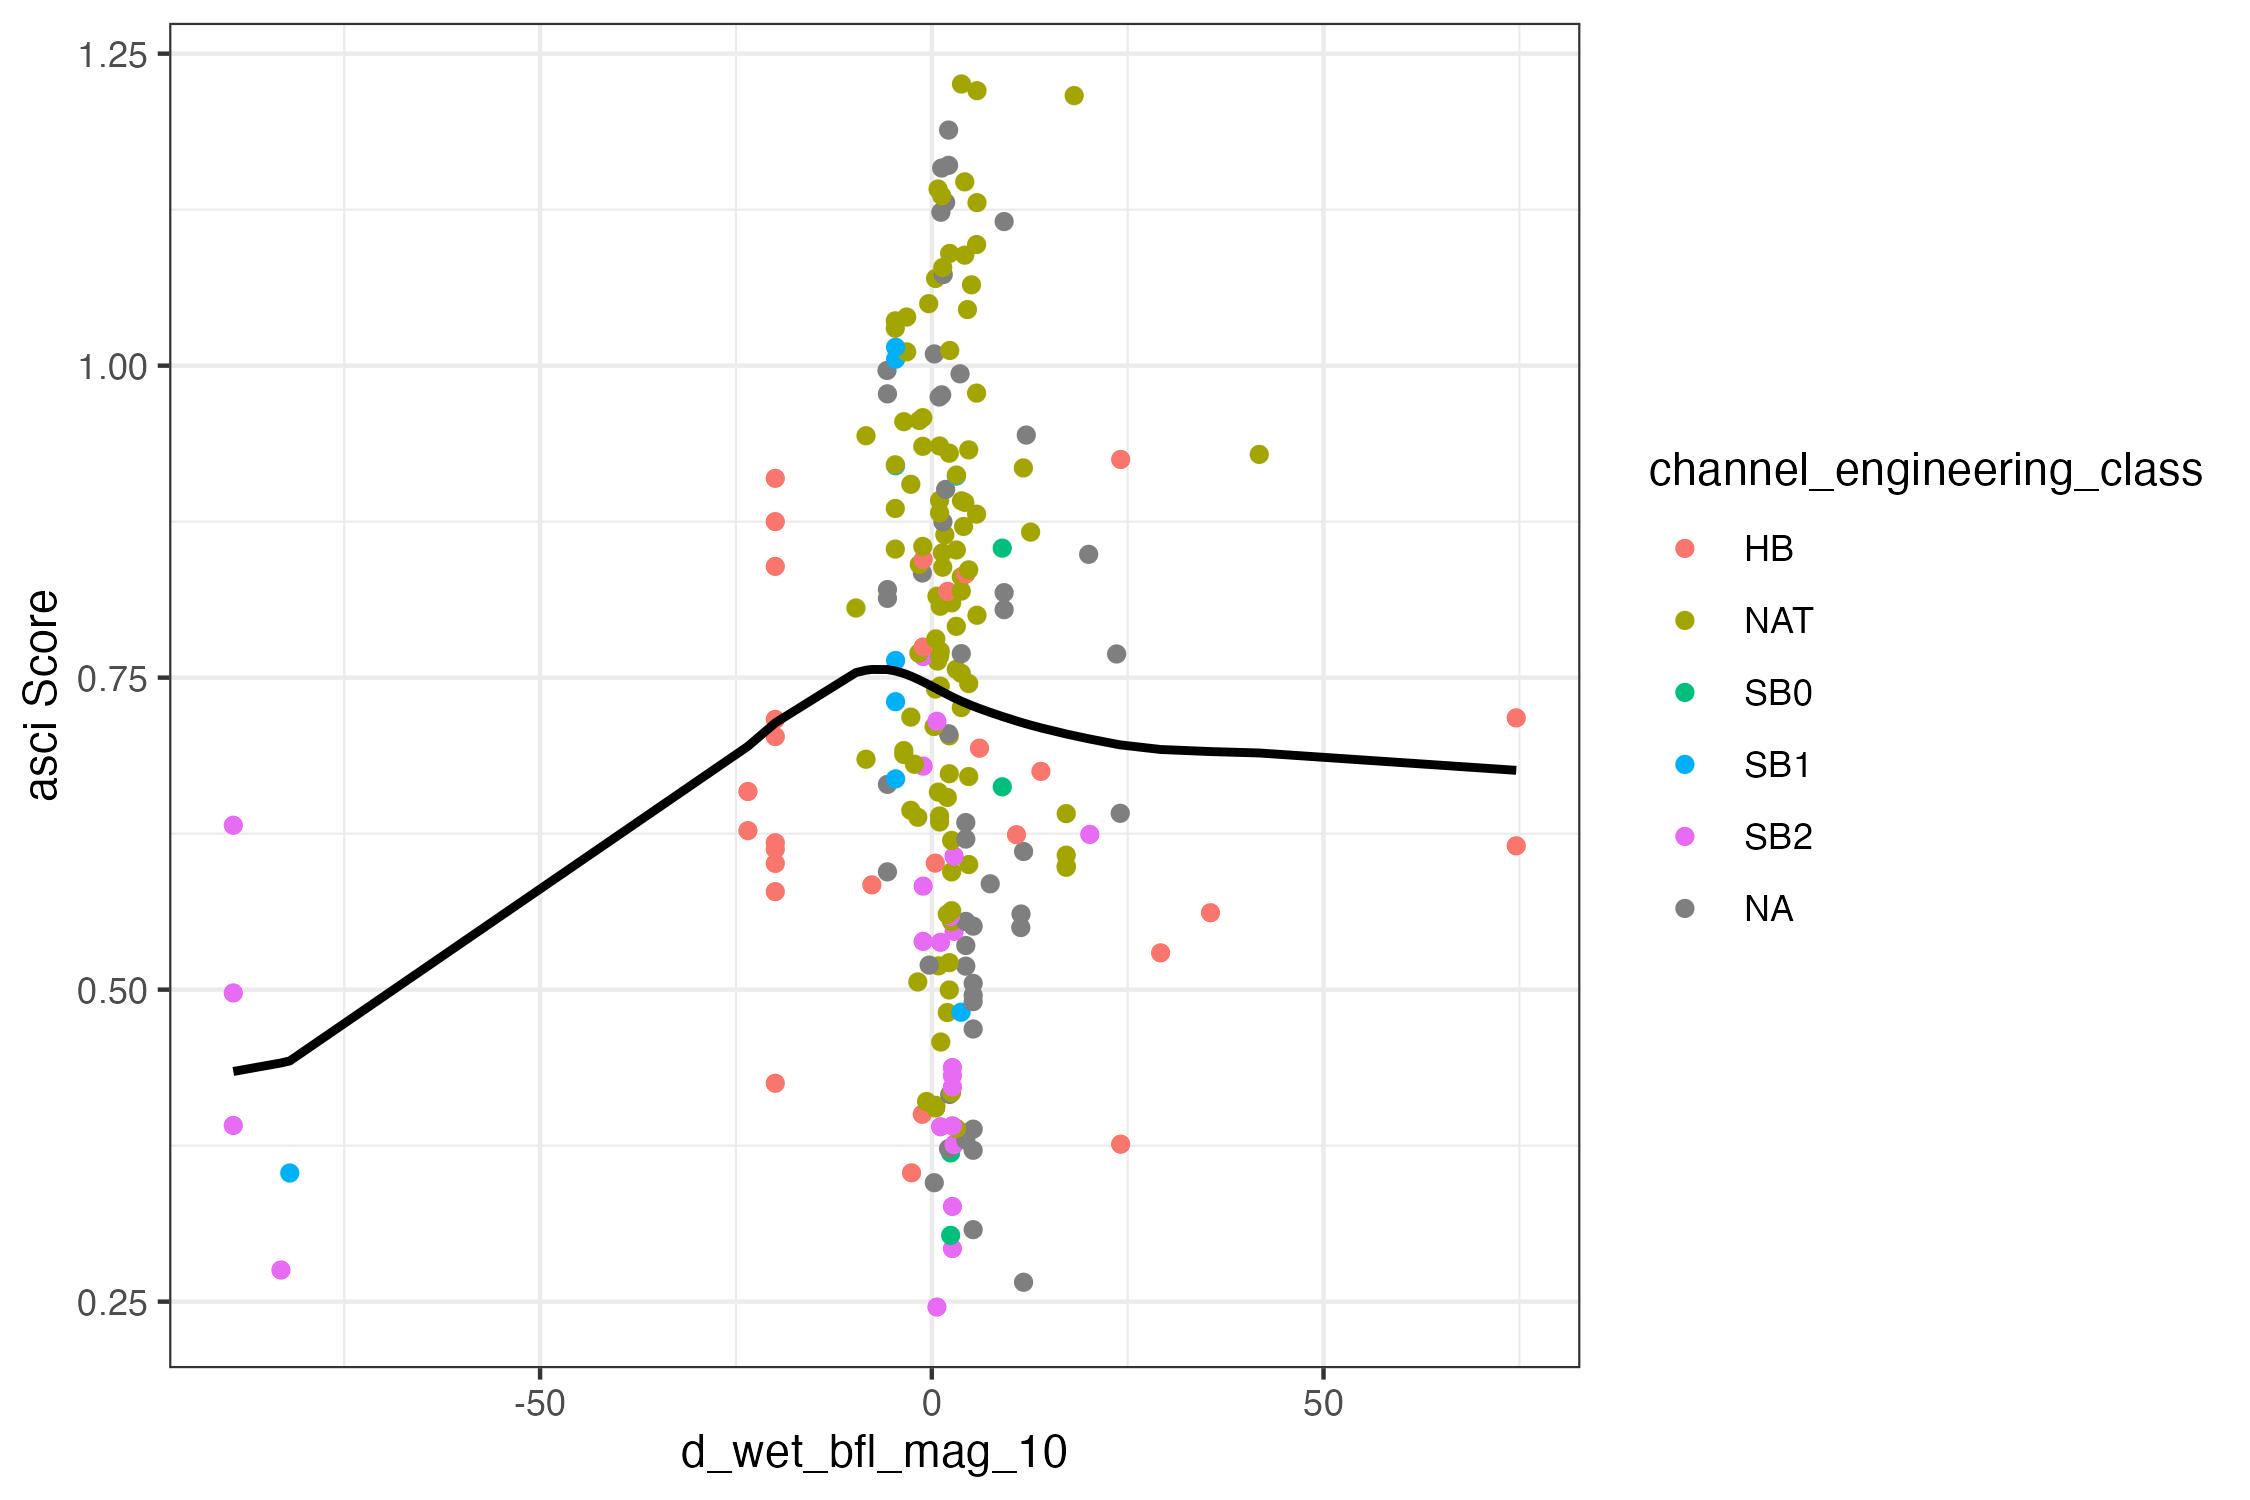 1.25
1.00
0.75
0.50
0.25
asci Score
-50
0
50
d_wet_bfl_mag_10
channel_engineering_class
HB
NAT
SB0
SB1
SB2
NA